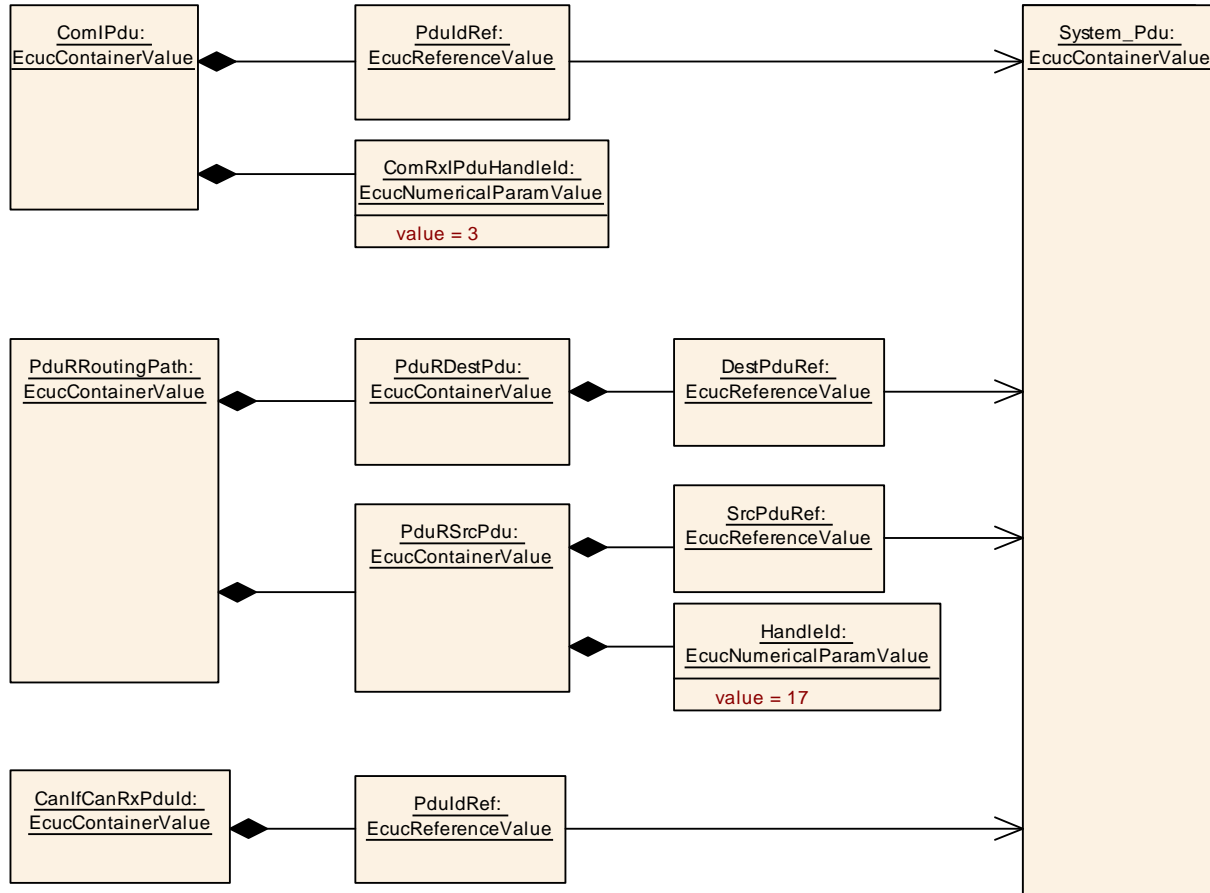 ComIPdu:
EcucContainerValue
PduIdRef:
EcucReferenceValue
System_Pdu:
EcucContainerValue
ComRxIPduHandleId:
EcucNumericalParamValue
value = 3
PduRRoutingPath:
EcucContainerValue
PduRDestPdu:
EcucContainerValue
DestPduRef:
EcucReferenceValue
PduRSrcPdu:
EcucContainerValue
SrcPduRef:
EcucReferenceValue
HandleId:
EcucNumericalParamValue
value = 17
CanIfCanRxPduId:
EcucContainerValue
PduIdRef:
EcucReferenceValue